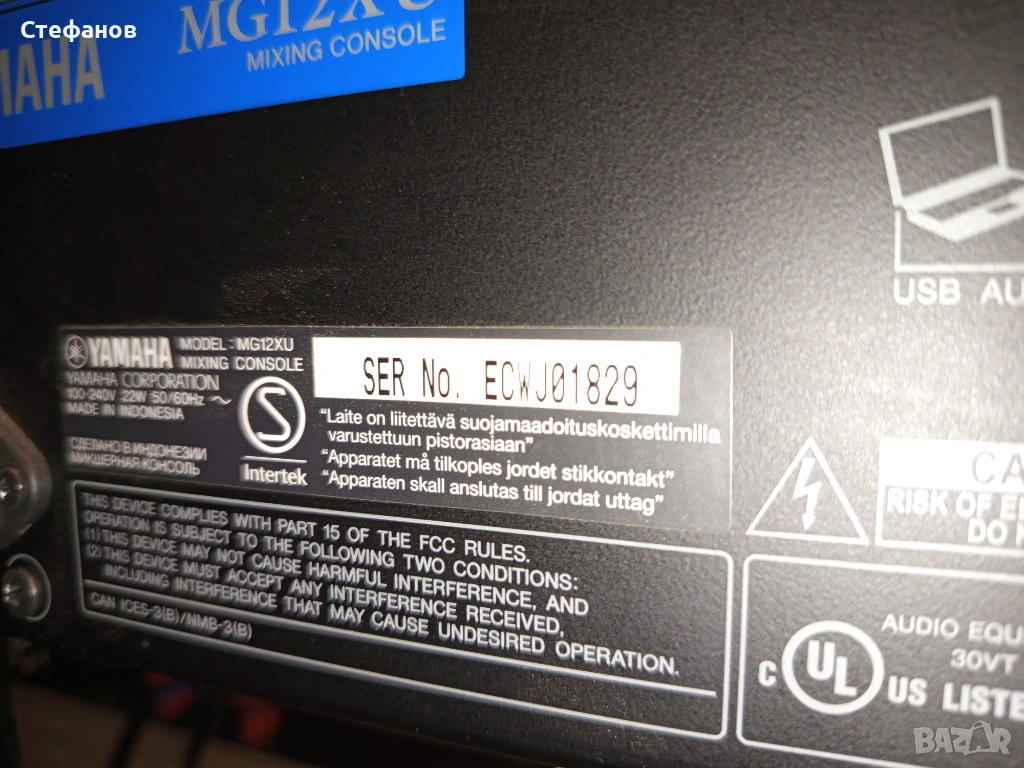 Стефанов
MG12XU
MIXING CONSOLE
USB
YAMAHA
MODEL : MG12XU
MIXING CONSOLE
YAMAHA CORPORATION
100-240V 22W 50/60Hz ~
MADE IN INDONESIA
СДЕЛАНО В ИНДОНЕЗИИ
МИКШЕРНАЯ КОНСОЛЬ
S
Intertek
SER No. ECWJ01829
"Laite on liitettävä suojamaadoituskoskettimilla
varustettuun pistorasiaan"
"Apparatet må tilkoples jordet stikkontakt"
"Apparaten skall anslutas till jordat uttag"
THIS DEVICE COMPLIES WITH PART 15 OF THE FCC RULES.
OPERATION IS SUBJECT TO THE FOLLOWING TWO CONDITIONS:
(1) THIS DEVICE MAY NOT CAUSE HARMFUL INTERFERENCE, AND
(2) THIS DEVICE MUST ACCEPT ANY INTERFERENCE RECEIVED,
INCLUDING INTERFERENCE THAT MAY CAUSE UNDESIRED OPERATION.
CAN ICES-3(B)/NMB-3(B)
RISK OF
DO
C UL US
AUDIO
30VT
BAZAR